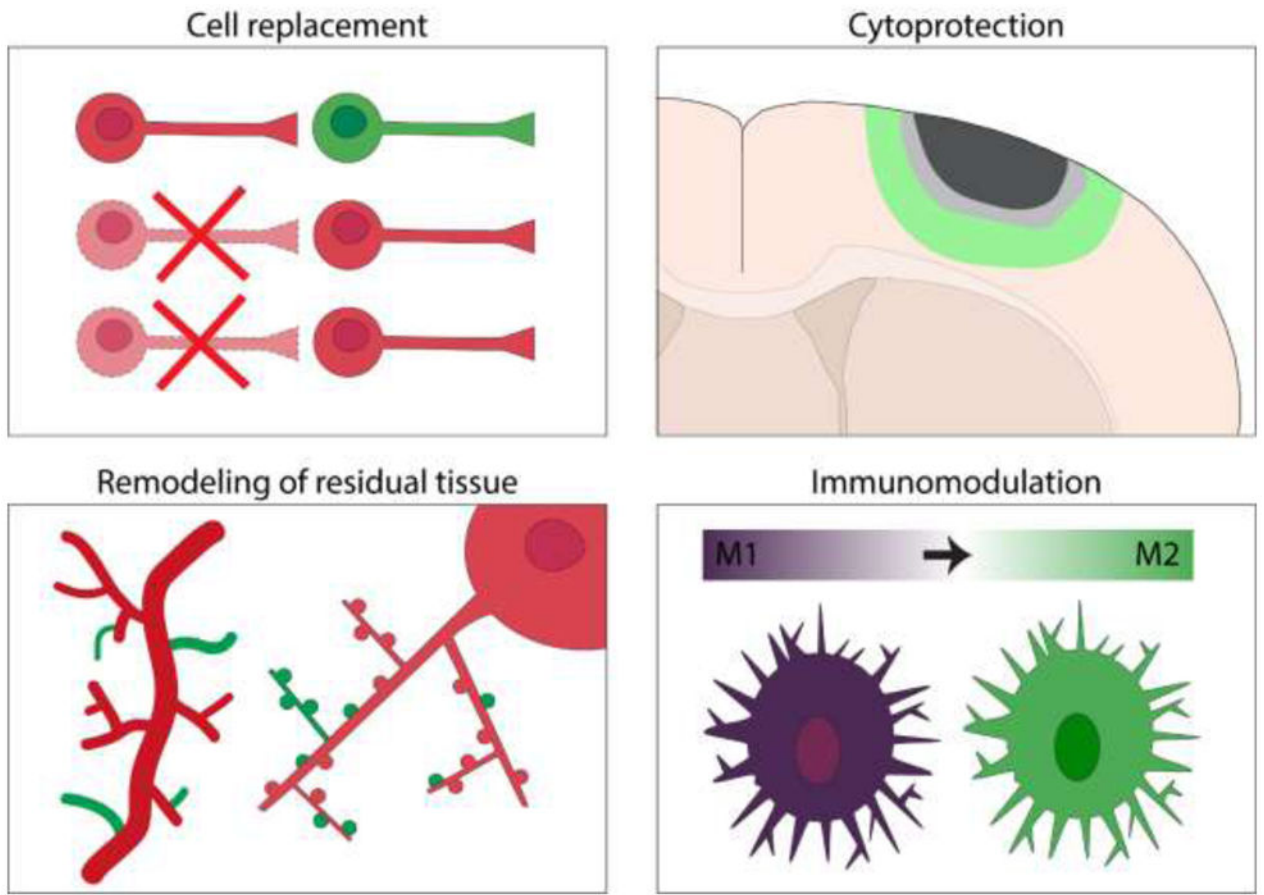 Cell replacement
Cytoprotection
Remodeling of residual tissue
Immunomodulation
M1
M2